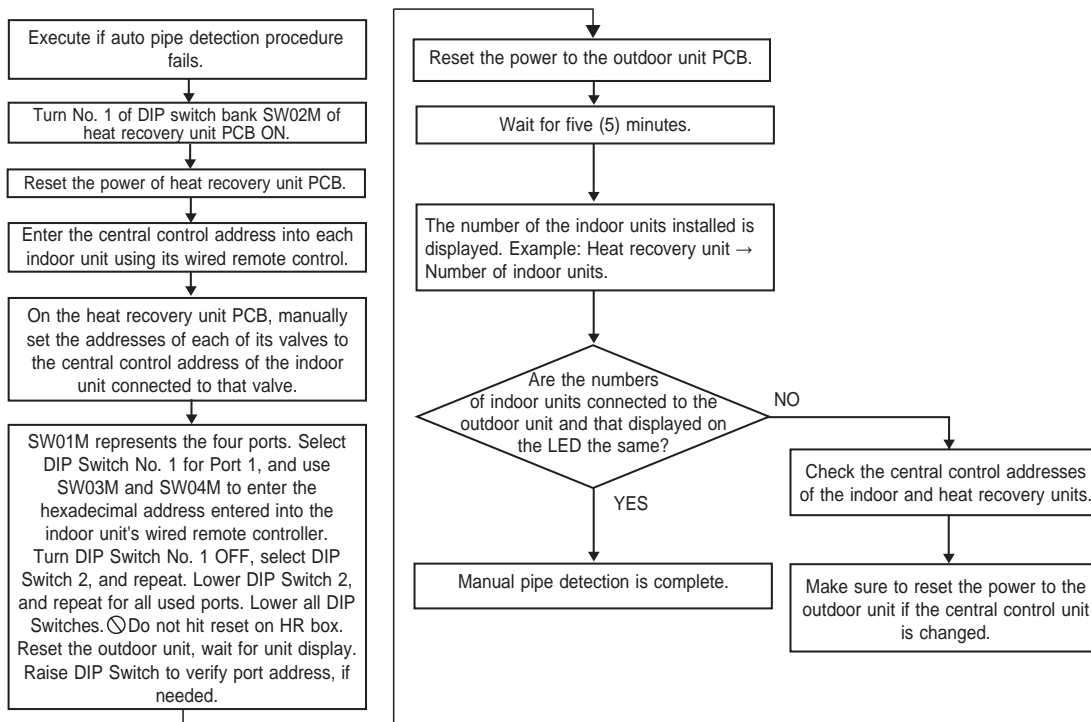 Execute if auto pipe detection procedure
fails.
Turn No. 1 of DIP switch bank SW02M of
heat recovery unit PCB ON.
Reset the power of heat recovery unit PCB.
Enter the central control address into each
indoor unit using its wired remote control.
On the heat recovery unit PCB, manually
set the addresses of each of its valves to
the central control address of the indoor
unit connected to that valve.
SW01M represents the four ports. Select
DIP Switch No. 1 for Port 1, and use
SW03M and SW04M to enter the
hexadecimal address entered into the
indoor unit's wired remote controller.
Turn DIP Switch No. 1 OFF, select DIP
Switch 2, and repeat. Lower DIP Switch 2,
and repeat for all used ports. Lower all DIP
Switches. Do not hit reset on HR box.
Reset the outdoor unit, wait for unit display.
Raise DIP Switch to verify port address, if
needed.
Reset the power to the outdoor unit PCB.
Wait for five (5) minutes.
The number of the indoor units installed is
displayed. Example: Heat recovery unit →
Number of indoor units.
Are the numbers
of indoor units connected to the
outdoor unit and that displayed on
the LED the same?
NO
YES
Check the central control addresses
of the indoor and heat recovery units.
Manual pipe detection is complete.
Make sure to reset the power to the
outdoor unit if the central control unit
is changed.